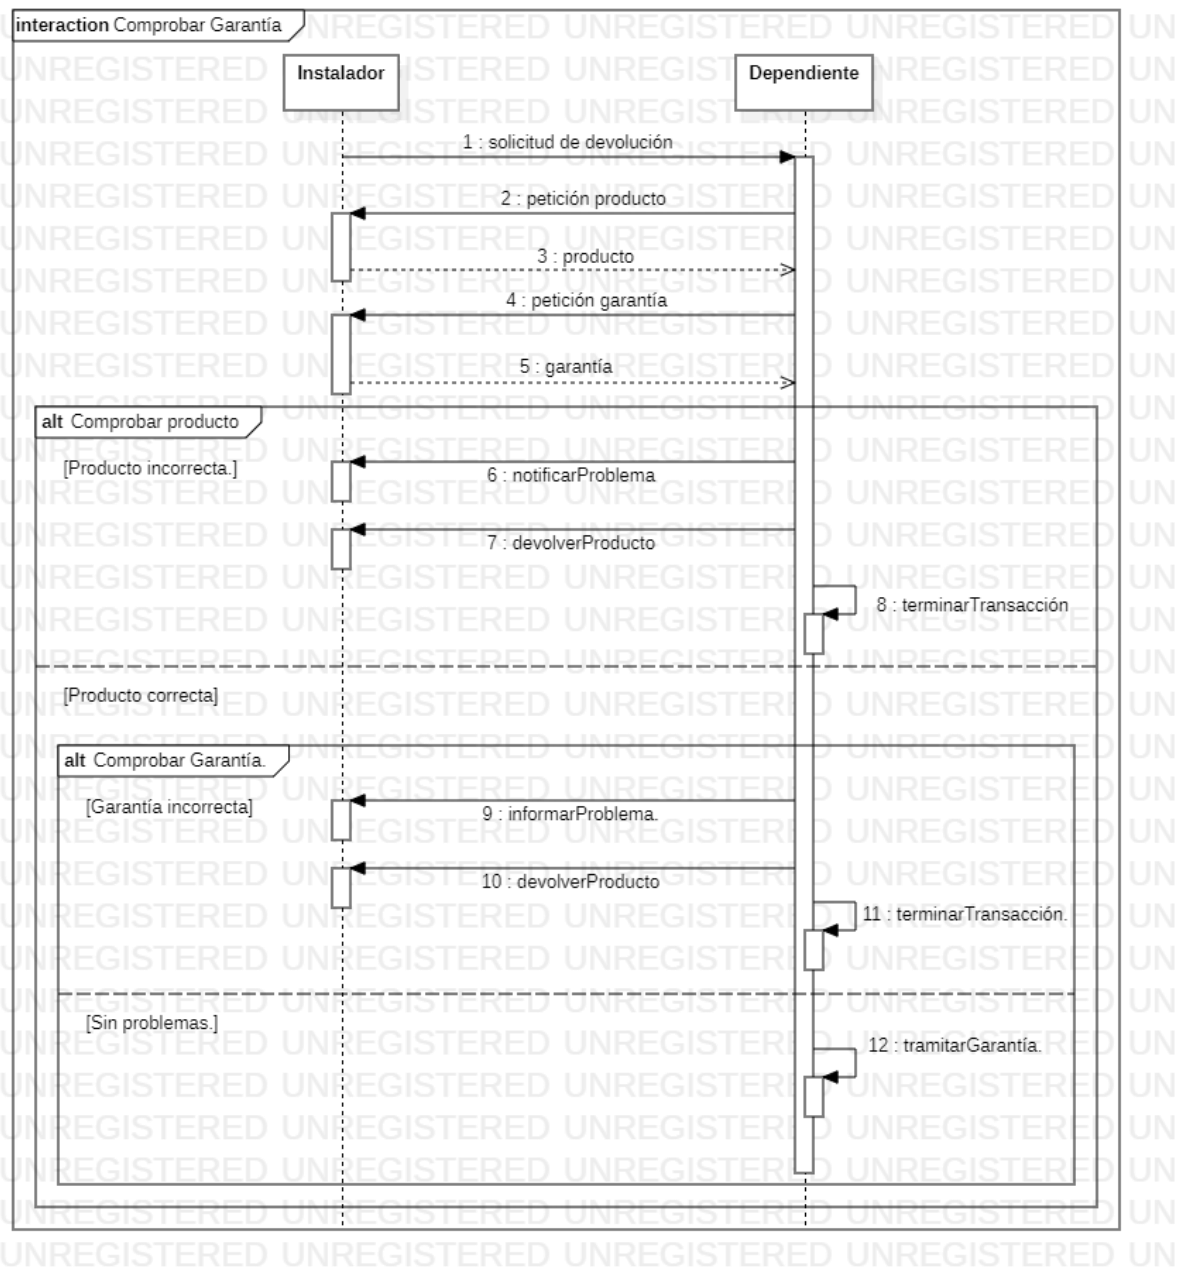 interaction Comprobar Garantía
Instalador
Dependiente
1 : solicitud de devolución
2 : petición producto
3 : producto
4 : petición garantía
5 : garantía
alt Comprobar producto
[Producto incorrecta.]
6 : notificarProblema
7 : devolverProducto
8 : terminarTransacción
[Producto correcta]
alt Comprobar Garantía.
[Garantía incorrecta]
9 : informarProblema.
10 : devolverProducto
11 : terminarTransacción.
[Sin problemas.]
12 : tramitarGarantía.
UNREGISTERED